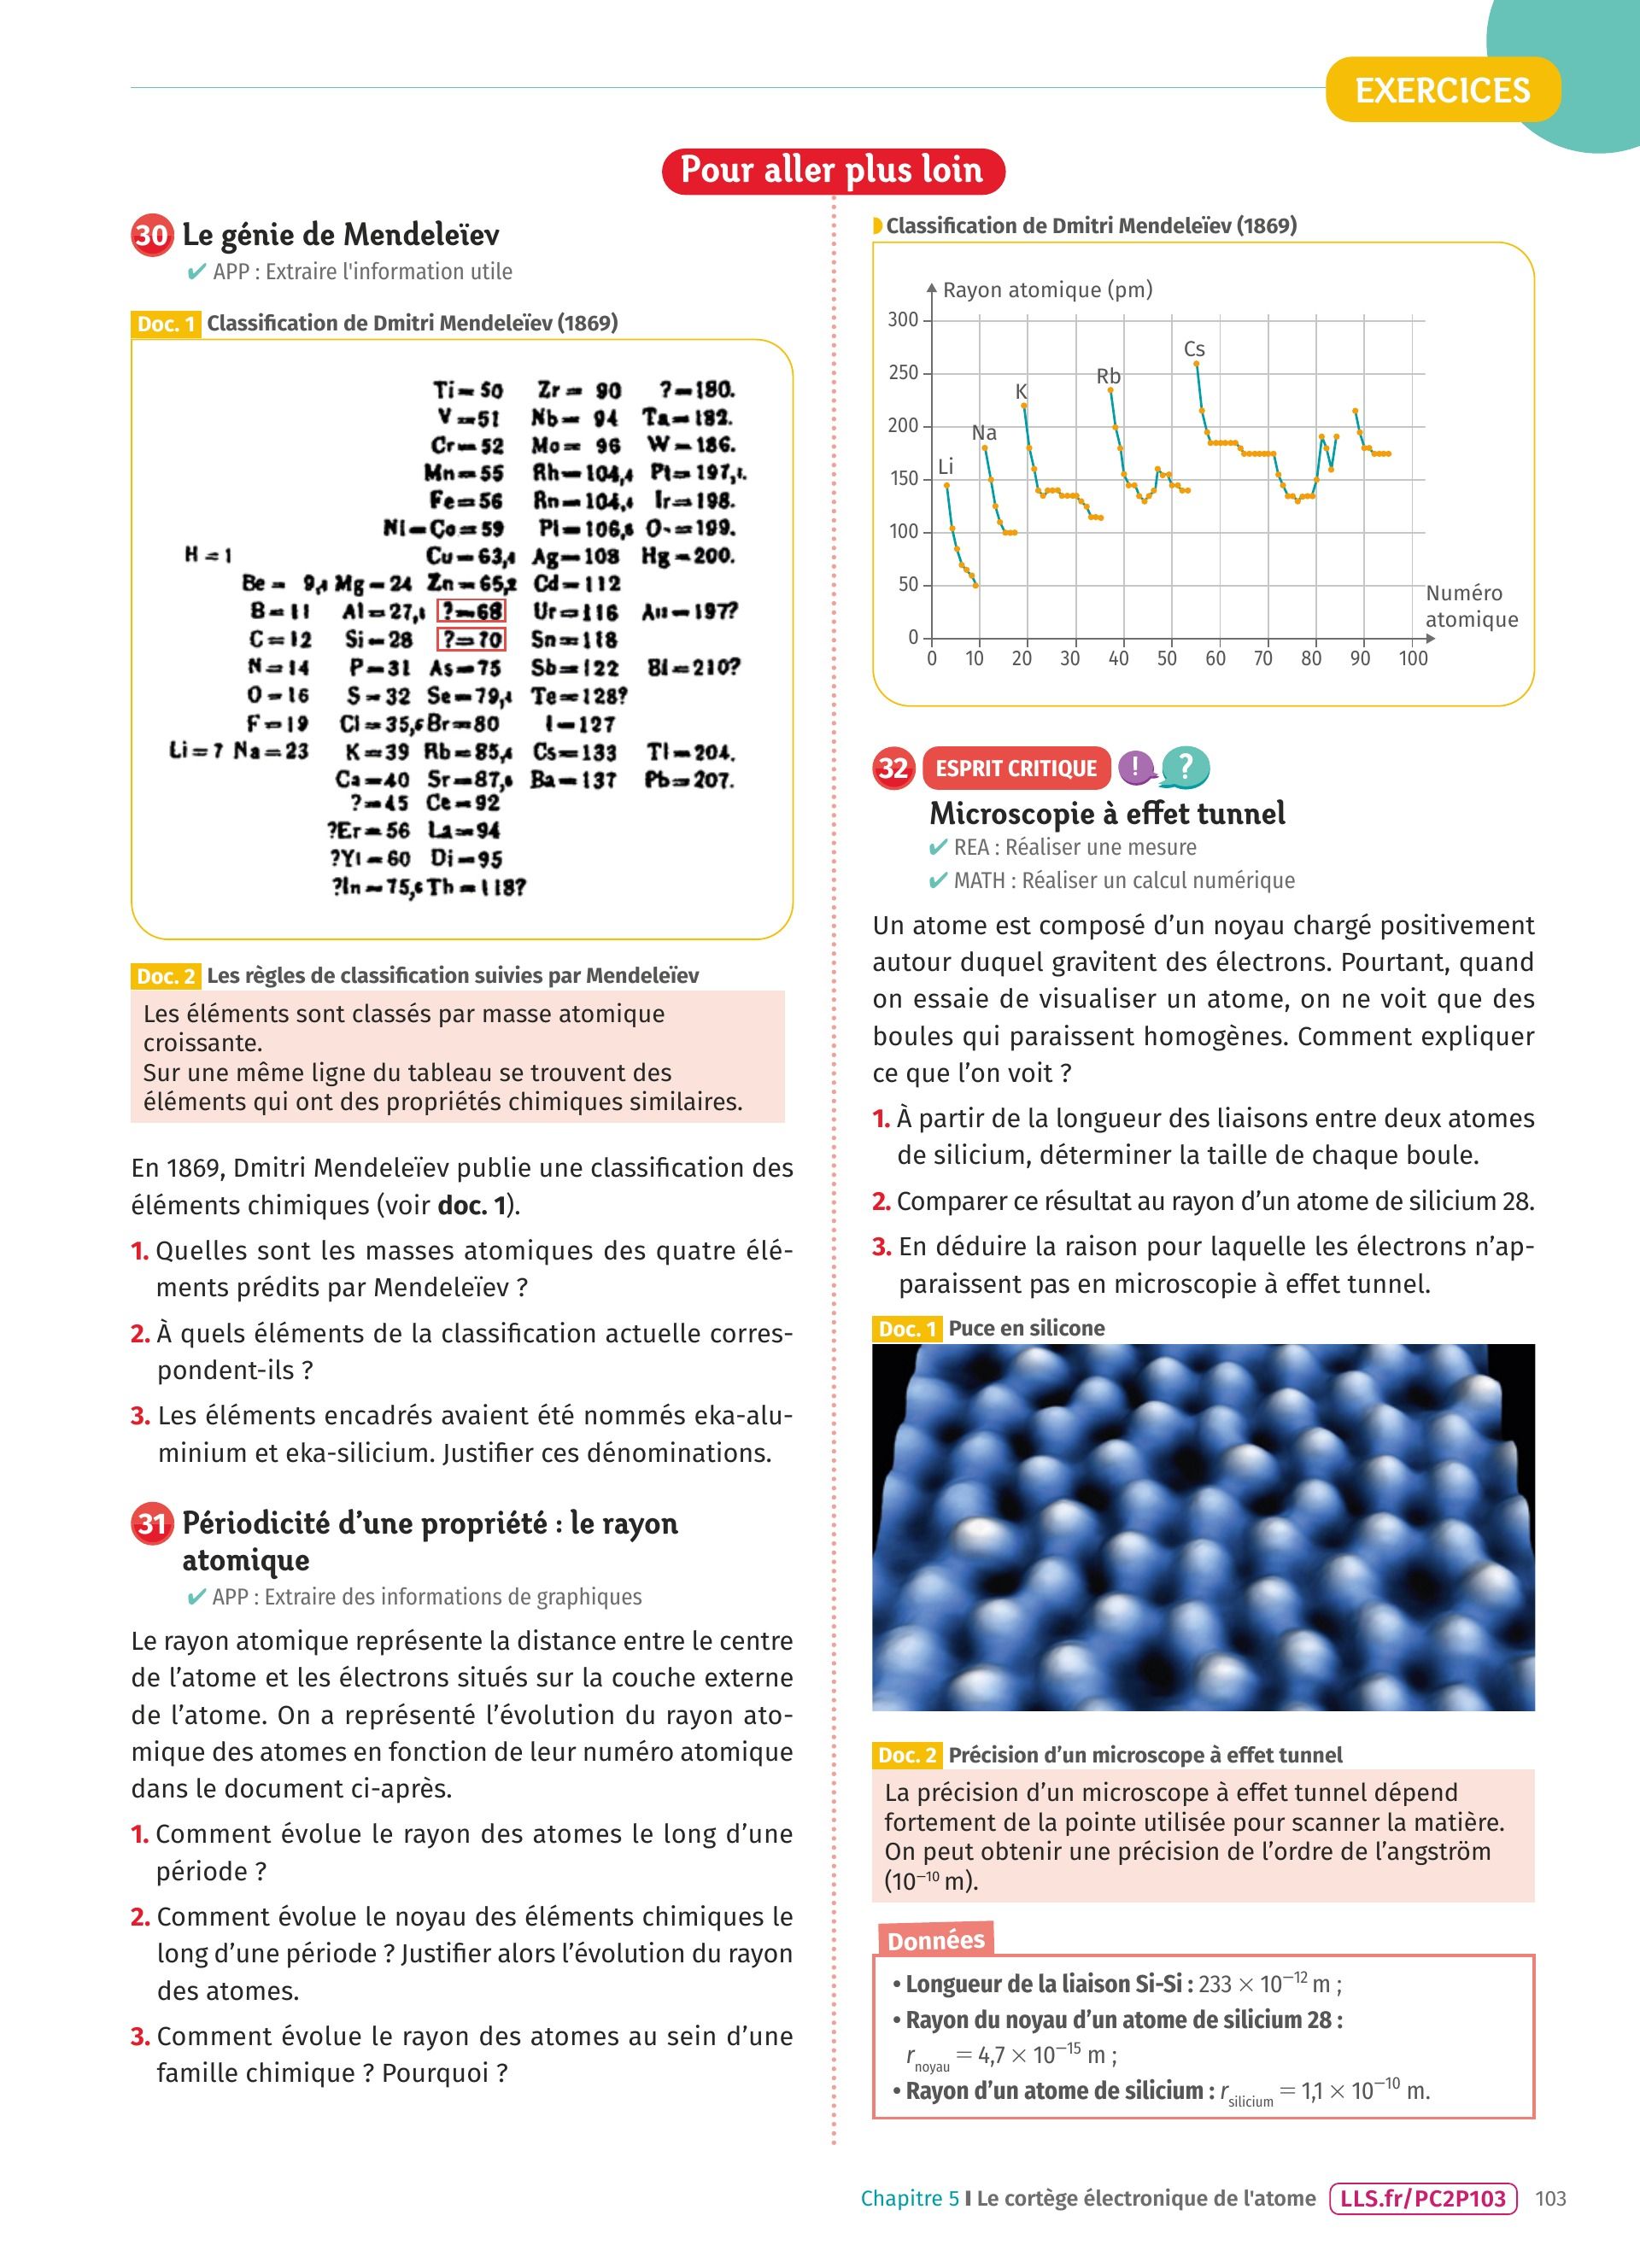 EXERCICES
Pour aller plus loin
30 Le génie de Mendeleïev
✔ APP : Extraire l'information utile
Doc. 1 Classification de Dmitri Mendeleïev (1869)
Ti = 50 Zr = 90 ? = 180.
V = 51 Nb = 94 Ta = 182.
Cr = 52 Mo = 96 W = 186.
Mn = 55 Rh = 104,4 Pt = 197,1.
Fe = 56 Rn = 104,4 Ir = 198.
Ni = Co = 59 Pl = 106,6 O- = 199.
H = 1 Cu = 63,4 Ag = 108 Hg = 200.
Be = 9,4 Mg = 24 Zn = 65,2 Cd = 112
B = 11 Al = 27,1 ? = 68 Ur = 116 Au = 197?
C = 12 Si = 28 ? = 70 Sn = 118
N = 14 P = 31 As = 75 Sb = 122 Bi = 210?
O = 16 S = 32 Se = 79,4 Te = 128?
F = 19 Cl = 35,5 Br = 80 I = 127
Li = 7 Na = 23 K = 39 Rb = 85,4 Cs = 133 Tl = 204.
Ca = 40 Sr = 87,6 Ba = 137 Pb = 207.
? = 45 Ce = 92
?Er = 56 La = 94
?Yt = 60 Di = 95
?In = 75,6 Th = 118?
Doc. 2 Les règles de classification suivies par Mendeleïev
Les éléments sont classés par masse atomique
croissante.
Sur une même ligne du tableau se trouvent des
éléments qui ont des propriétés chimiques similaires.
En 1869, Dmitri Mendeleïev publie une classification des
éléments chimiques (voir doc. 1).
1. Quelles sont les masses atomiques des quatre élé-
ments prédits par Mendeleïev ?
2. À quels éléments de la classification actuelle corres-
pondent-ils ?
3. Les éléments encadrés avaient été nommés eka-alu-
minium et eka-silicium. Justifier ces dénominations.
31 Périodicité d'une propriété : le rayon
atomique
✔ APP : Extraire des informations de graphiques
Le rayon atomique représente la distance entre le centre
de l'atome et les électrons situés sur la couche externe
de l'atome. On a représenté l'évolution du rayon ato-
mique des atomes en fonction de leur numéro atomique
dans le document ci-après.
1. Comment évolue le rayon des atomes le long d'une
période ?
2. Comment évolue le noyau des éléments chimiques le
long d'une période ? Justifier alors l'évolution du rayon
des atomes.
3. Comment évolue le rayon des atomes au sein d'une
famille chimique ? Pourquoi ?
Classification de Dmitri Mendeleïev (1869)
Rayon atomique (pm)
300
Cs
250
Rb
K
200
Na
Li
150
100
50
Numéro
atomique
0
0 10 20 30 40 50 60 70 80 90 100
32 ESPRIT CRITIQUE ! ?
Microscopie à effet tunnel
✔ REA : Réaliser une mesure
✔ MATH : Réaliser un calcul numérique
Un atome est composé d'un noyau chargé positivement
autour duquel gravitent des électrons. Pourtant, quand
on essaie de visualiser un atome, on ne voit que des
boules qui paraissent homogènes. Comment expliquer
ce que l'on voit ?
1. À partir de la longueur des liaisons entre deux atomes
de silicium, déterminer la taille de chaque boule.
2. Comparer ce résultat au rayon d'un atome de silicium 28.
3. En déduire la raison pour laquelle les électrons n'ap-
paraissent pas en microscopie à effet tunnel.
Doc. 1 Puce en silicone
Doc. 2 Précision d'un microscope à effet tunnel
La précision d'un microscope à effet tunnel dépend
fortement de la pointe utilisée pour scanner la matière.
On peut obtenir une précision de l'ordre de l'angström
(10⁻¹⁰ m).
Données
• Longueur de la liaison Si-Si : 233 × 10⁻¹² m ;
• Rayon du noyau d'un atome de silicium 28 :
r noyau = 4,7 × 10⁻¹⁵ m ;
• Rayon d'un atome de silicium : r silicium = 1,1 × 10⁻¹⁰ m.
Chapitre 5 I Le cortège électronique de l'atome LLS.fr/PC2P103 103